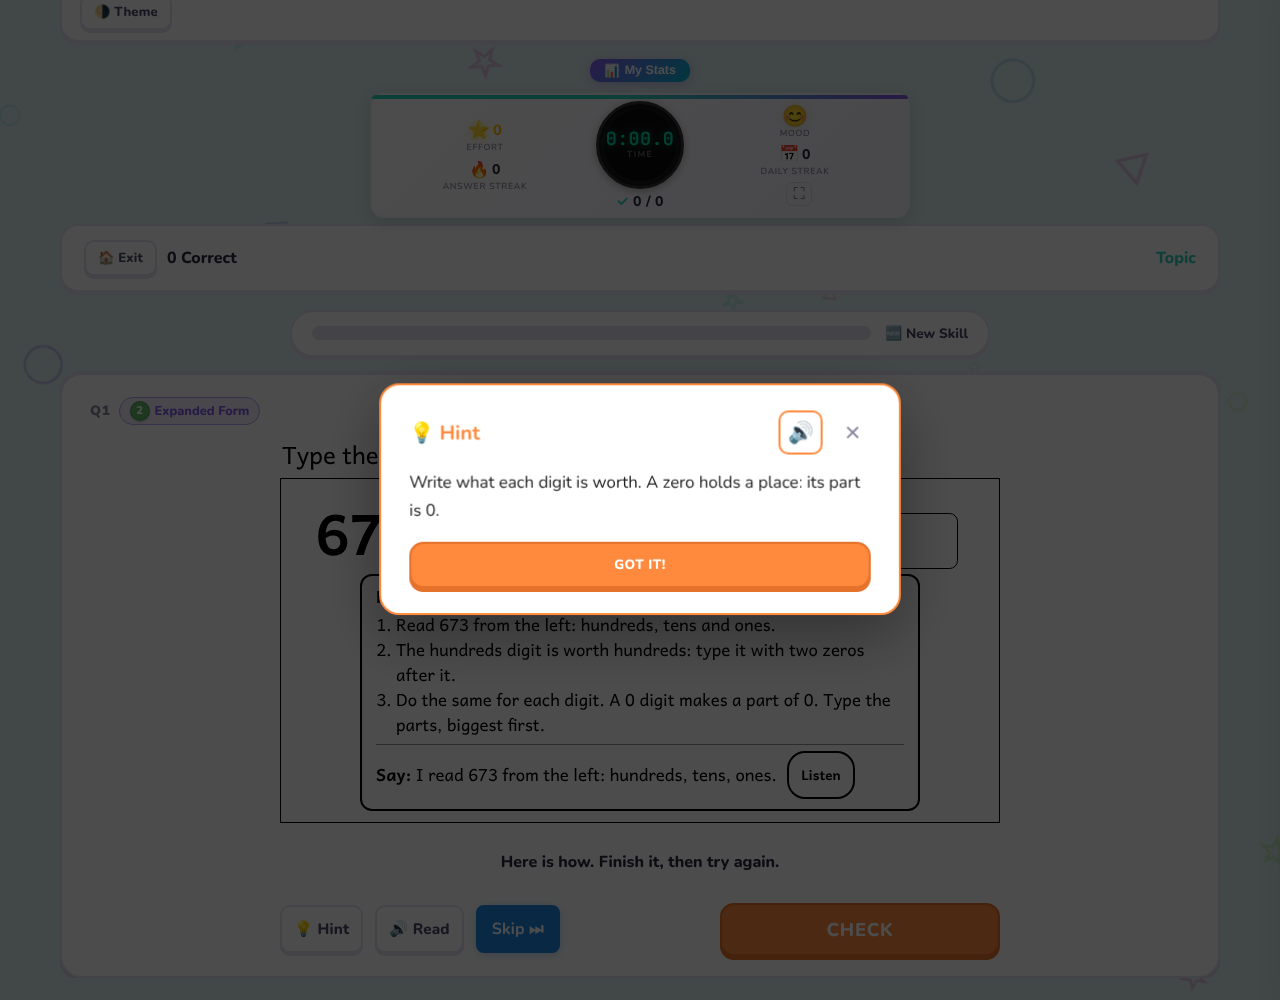 🌗 Theme
📊 My Stats
⭐ 0
EFFORT
🔥 0
ANSWER STREAK
0:00.0
TIME
✓ 0 / 0
😊
MOOD
📅 0
DAILY STREAK
🏠 Exit
0 Correct
Topic
🆕 New Skill
Q1
2 Expanded Form
Type the
67
💡 Hint
Write what each digit is worth. A zero holds a place: its part
is 0.
GOT IT!
1. Read 673 from the left: hundreds, tens and ones.
2. The hundreds digit is worth hundreds: type it with two zeros
after it.
3. Do the same for each digit. A 0 digit makes a part of 0. Type the
parts, biggest first.
Say: I read 673 from the left: hundreds, tens, ones.
Listen
Here is how. Finish it, then try again.
💡 Hint
🔊 Read
Skip ⏭
CHECK